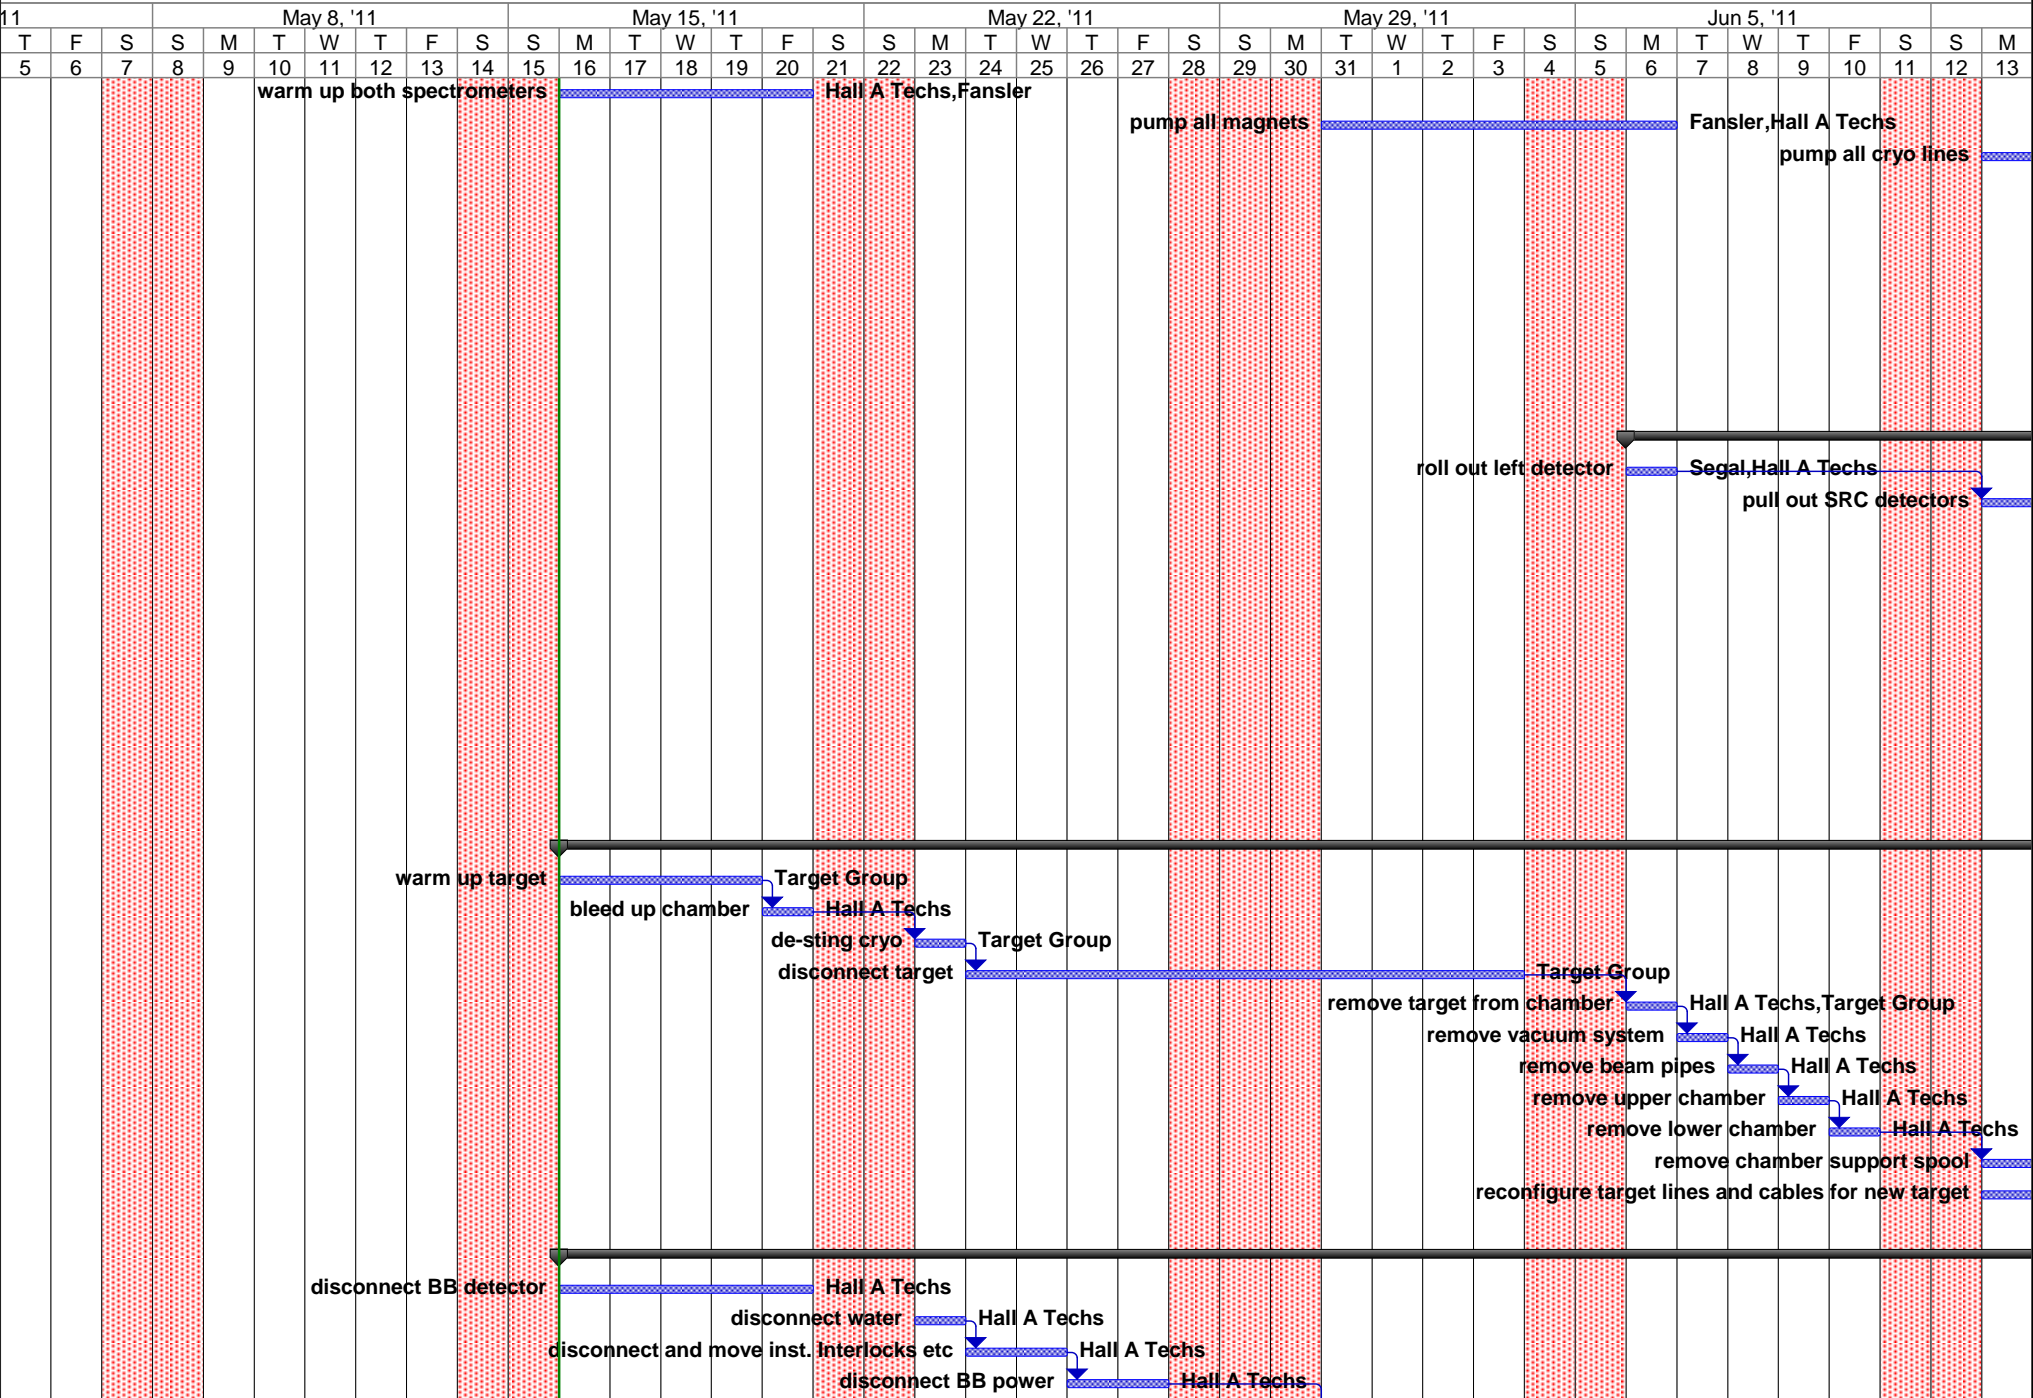 11 May 8, '11 May 15, '11 May 22, '11 May 29, '11 Jun 5, '11
T F S S M T W T F S S M T W T F S S M T W T F S S M T W T F S S M T W T F S S M
5 6 7 8 9 10 11 12 13 14 15 16 17 18 19 20 21 22 23 24 25 26 27 28 29 30 31 1 2 3 4 5 6 7 8 9 10 11 12 13
warm up both spectrometers Hall A Techs,Fansler
pump all magnets Fansler,Hall A Techs
pump all cryo lines
roll out left detector Segal,Hall A Techs
pull out SRC detectors
warm up target Target Group
bleed up chamber Hall A Techs
de-sting cryo Target Group
disconnect target Target Group
remove target from chamber Hall A Techs,Target Group
remove vacuum system Hall A Techs
remove beam pipes Hall A Techs
remove upper chamber Hall A Techs
remove lower chamber Hall A Techs
remove chamber support spool
reconfigure target lines and cables for new target
disconnect BB detector Hall A Techs
disconnect water Hall A Techs
disconnect and move inst. Interlocks etc Hall A Techs
disconnect BB power Hall A Techs